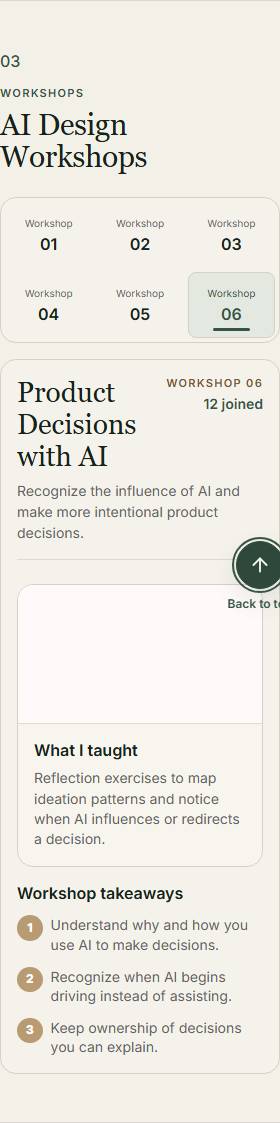 03
WORKSHOPS
AI Design
Workshops
Workshop
01
Workshop
02
Workshop
03
Workshop
04
Workshop
05
Workshop
06
Product
Decisions
with AI
WORKSHOP 06
12 joined
Recognize the influence of AI and
make more intentional product
decisions.
Back to t
What I taught
Reflection exercises to map
ideation patterns and notice
when AI influences or redirects
a decision.
Workshop takeaways
1 Understand why and how you
use AI to make decisions.
2 Recognize when AI begins
driving instead of assisting.
3 Keep ownership of decisions
you can explain.